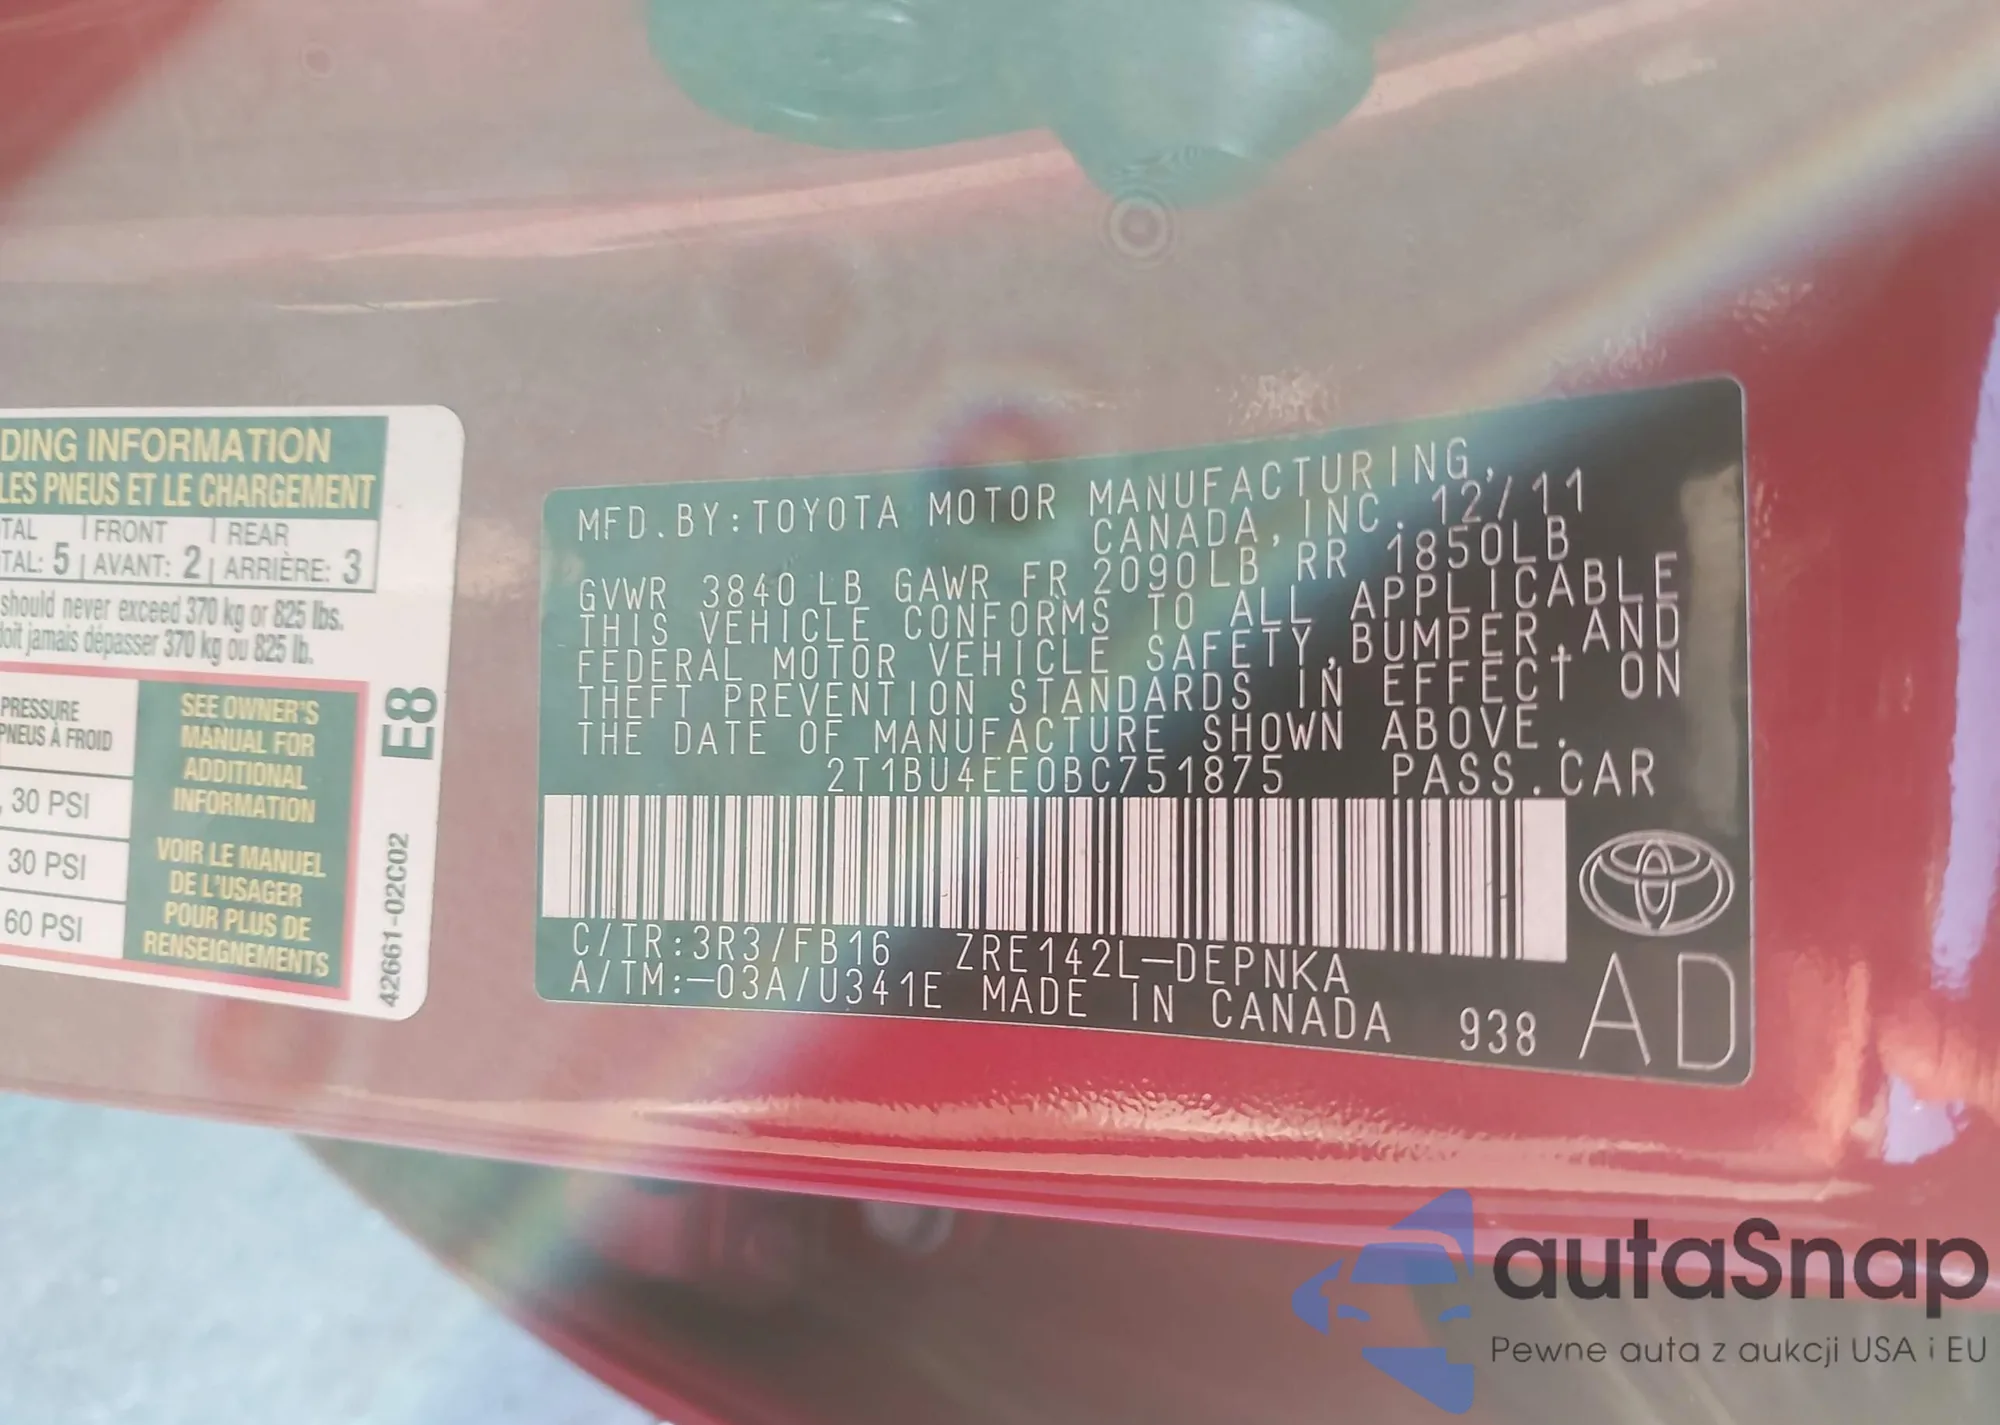 DING INFORMATION
LES PNEUS ET LE CHARGEMENT
TAL FRONT REAR
TAL: 5 AVANT: 2 ARRIÈRE: 3
should never exceed 370 kg or 825 lbs.
doit jamais dépasser 370 kg ou 825 lb.
PRESSURE
PNEUS À FROID
30 PSI
30 PSI
60 PSI
SEE OWNER'S
MANUAL FOR
ADDITIONAL
INFORMATION
VOIR LE MANUEL
DE L'USAGER
POUR PLUS DE
RENSEIGNEMENTS
E8
42661-02C02
MFD.BY:TOYOTA MOTOR MANUFACTURING,
CANADA,INC. 12/11
GVWR 3840 LB GAWR FR 2090LB RR 1850LB
THIS VEHICLE CONFORMS TO ALL APPLICABLE
FEDERAL MOTOR VEHICLE SAFETY,BUMPER,AND
THEFT PREVENTION STANDARDS IN EFFECT ON
THE DATE OF MANUFACTURE SHOWN ABOVE.
2T1BU4EE0BC751875 PASS.CAR
C/TR:3R3/FB16 ZRE142L-DEPNKA
A/TM:-03A/U341E MADE IN CANADA 938
AD
autaSnap
Pewne auta z aukcji USA i EU